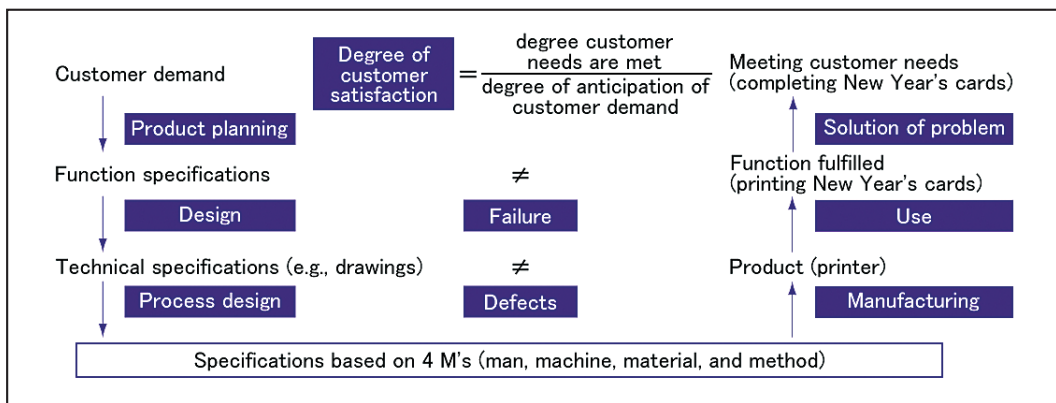 Customer demand
Degree of
customer
satisfaction
=
degree customer
needs are met
degree of anticipation of
customer demand
Meeting customer needs
(completing New Year's cards)
Product planning
Solution of problem
Function specifications
≠
Function fulfilled
(printing New Year's cards)
Design
Failure
Use
Technical specifications (e.g., drawings)
≠
Product (printer)
Process design
Defects
Manufacturing
Specifications based on 4 M's (man, machine, material, and method)